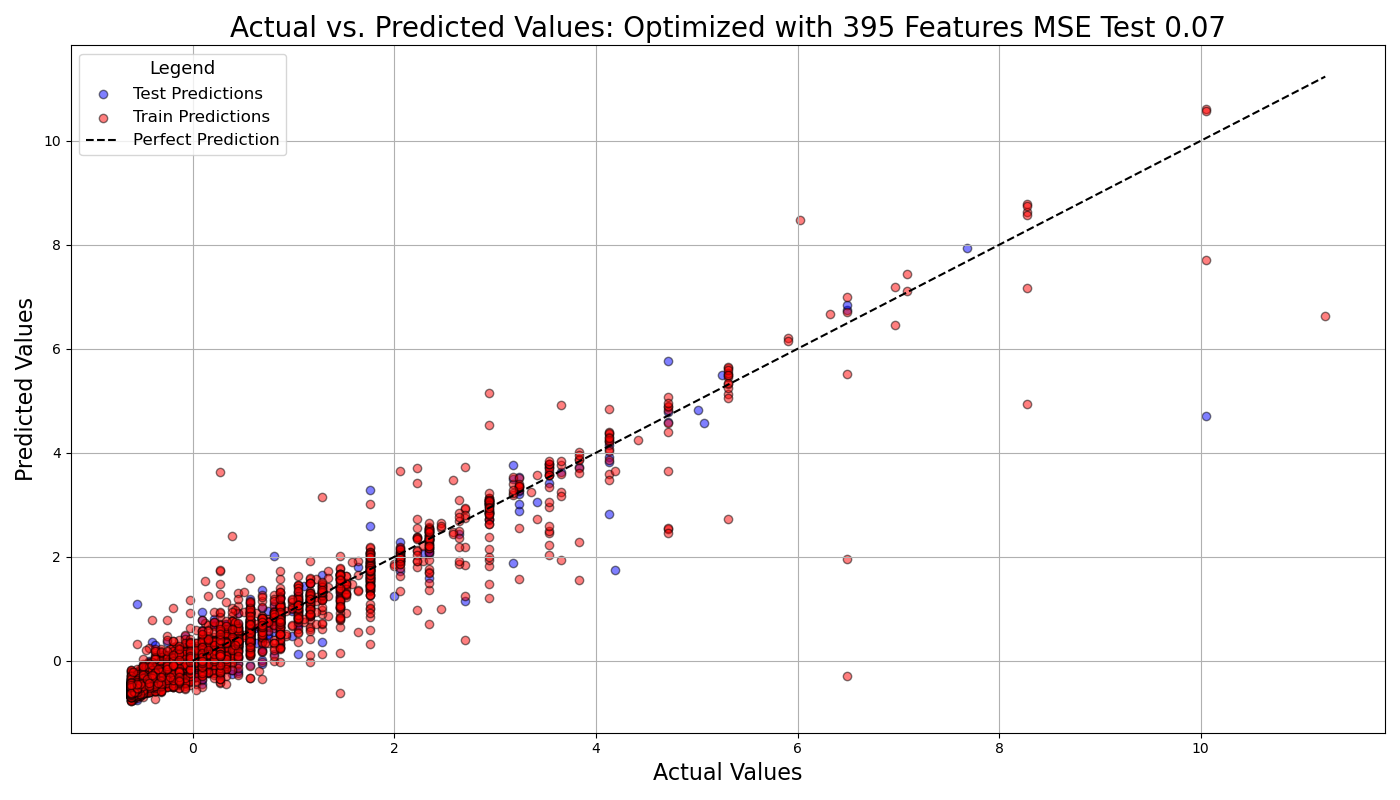 Actual vs. Predicted Values: Optimized with 395 Features MSE Test 0.07
Legend
Test Predictions
Train Predictions
Perfect Prediction
Predicted Values
10
8
6
4
2
0
0 2 4 6 8 10
Actual Values